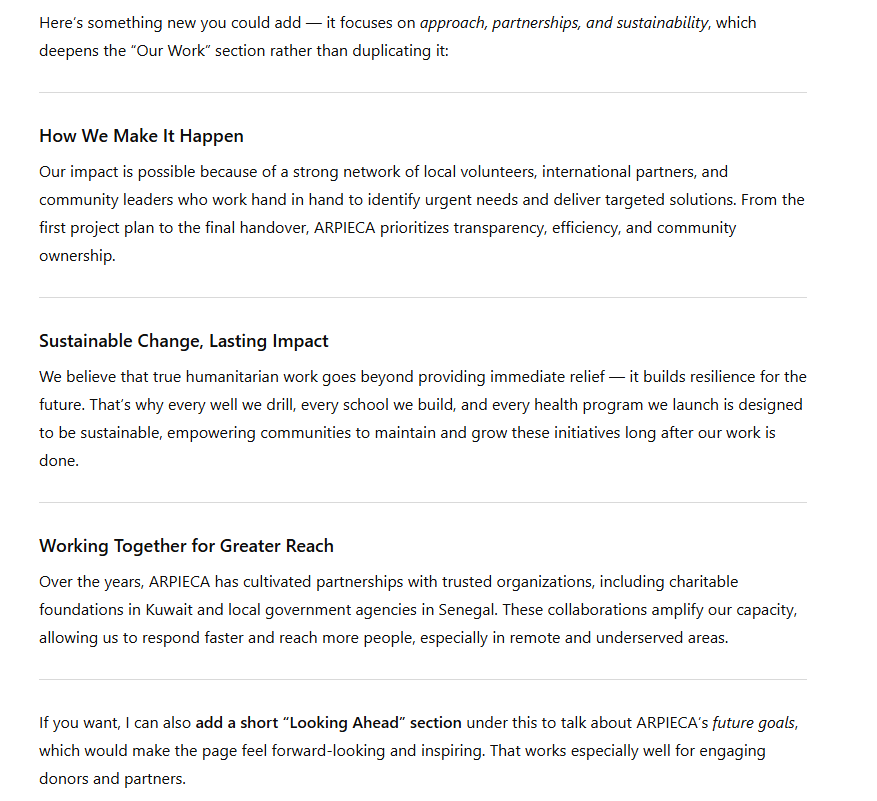 Here’s something new you could add — it focuses on approach, partnerships, and sustainability, which
deepens the “Our Work” section rather than duplicating it:
How We Make It Happen
Our impact is possible because of a strong network of local volunteers, international partners, and
community leaders who work hand in hand to identify urgent needs and deliver targeted solutions. From the
first project plan to the final handover, ARPIECA prioritizes transparency, efficiency, and community
ownership.
Sustainable Change, Lasting Impact
We believe that true humanitarian work goes beyond providing immediate relief — it builds resilience for the
future. That’s why every well we drill, every school we build, and every health program we launch is designed
to be sustainable, empowering communities to maintain and grow these initiatives long after our work is
done.
Working Together for Greater Reach
Over the years, ARPIECA has cultivated partnerships with trusted organizations, including charitable
foundations in Kuwait and local government agencies in Senegal. These collaborations amplify our capacity,
allowing us to respond faster and reach more people, especially in remote and underserved areas.
If you want, I can also add a short “Looking Ahead” section under this to talk about ARPIECA’s future goals,
which would make the page feel forward-looking and inspiring. That works especially well for engaging
donors and partners.